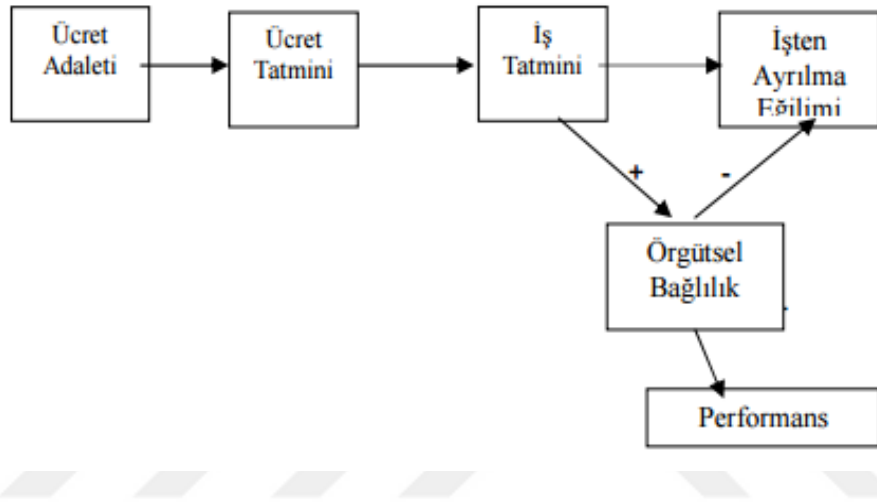 Ücret
Adaleti
Ücret
Tatmini
İş
Tatmini
İşten
Ayrılma
Eğilimi
+
-
Örgütsel
Bağlılık
Performans